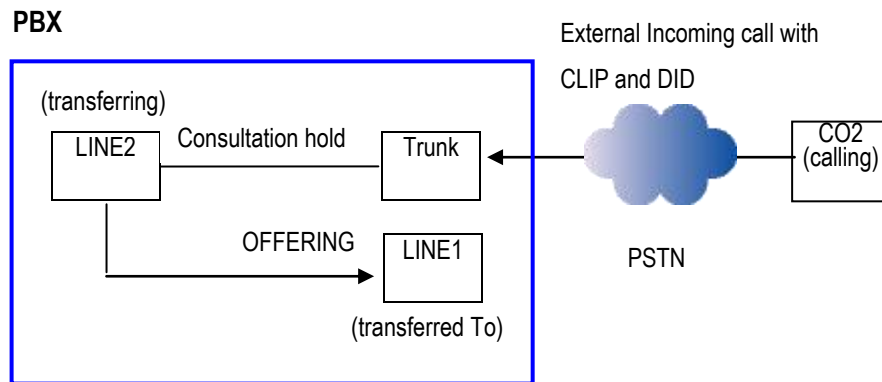 PBX
External Incoming call with
CLIP and DID
(transferring)
LINE2
Consultation hold
Trunk
CO2
(calling)
OFFERING
LINE1
PSTN
(transferred To)